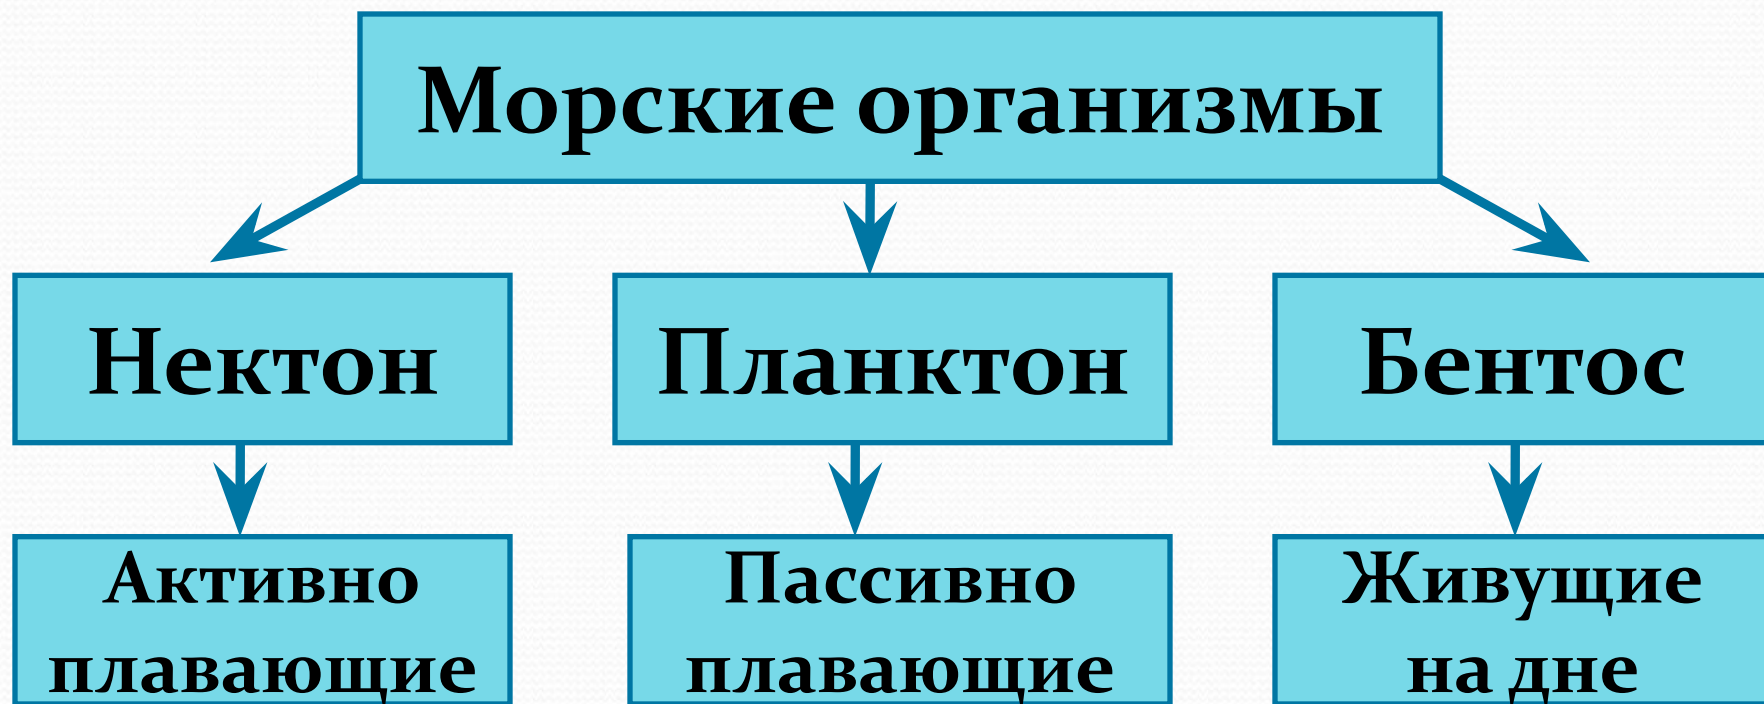 Морские организмы
Нектон
Планктон
Бентос
Активно
плавающие
Пассивно
плавающие
Живущие
на дне